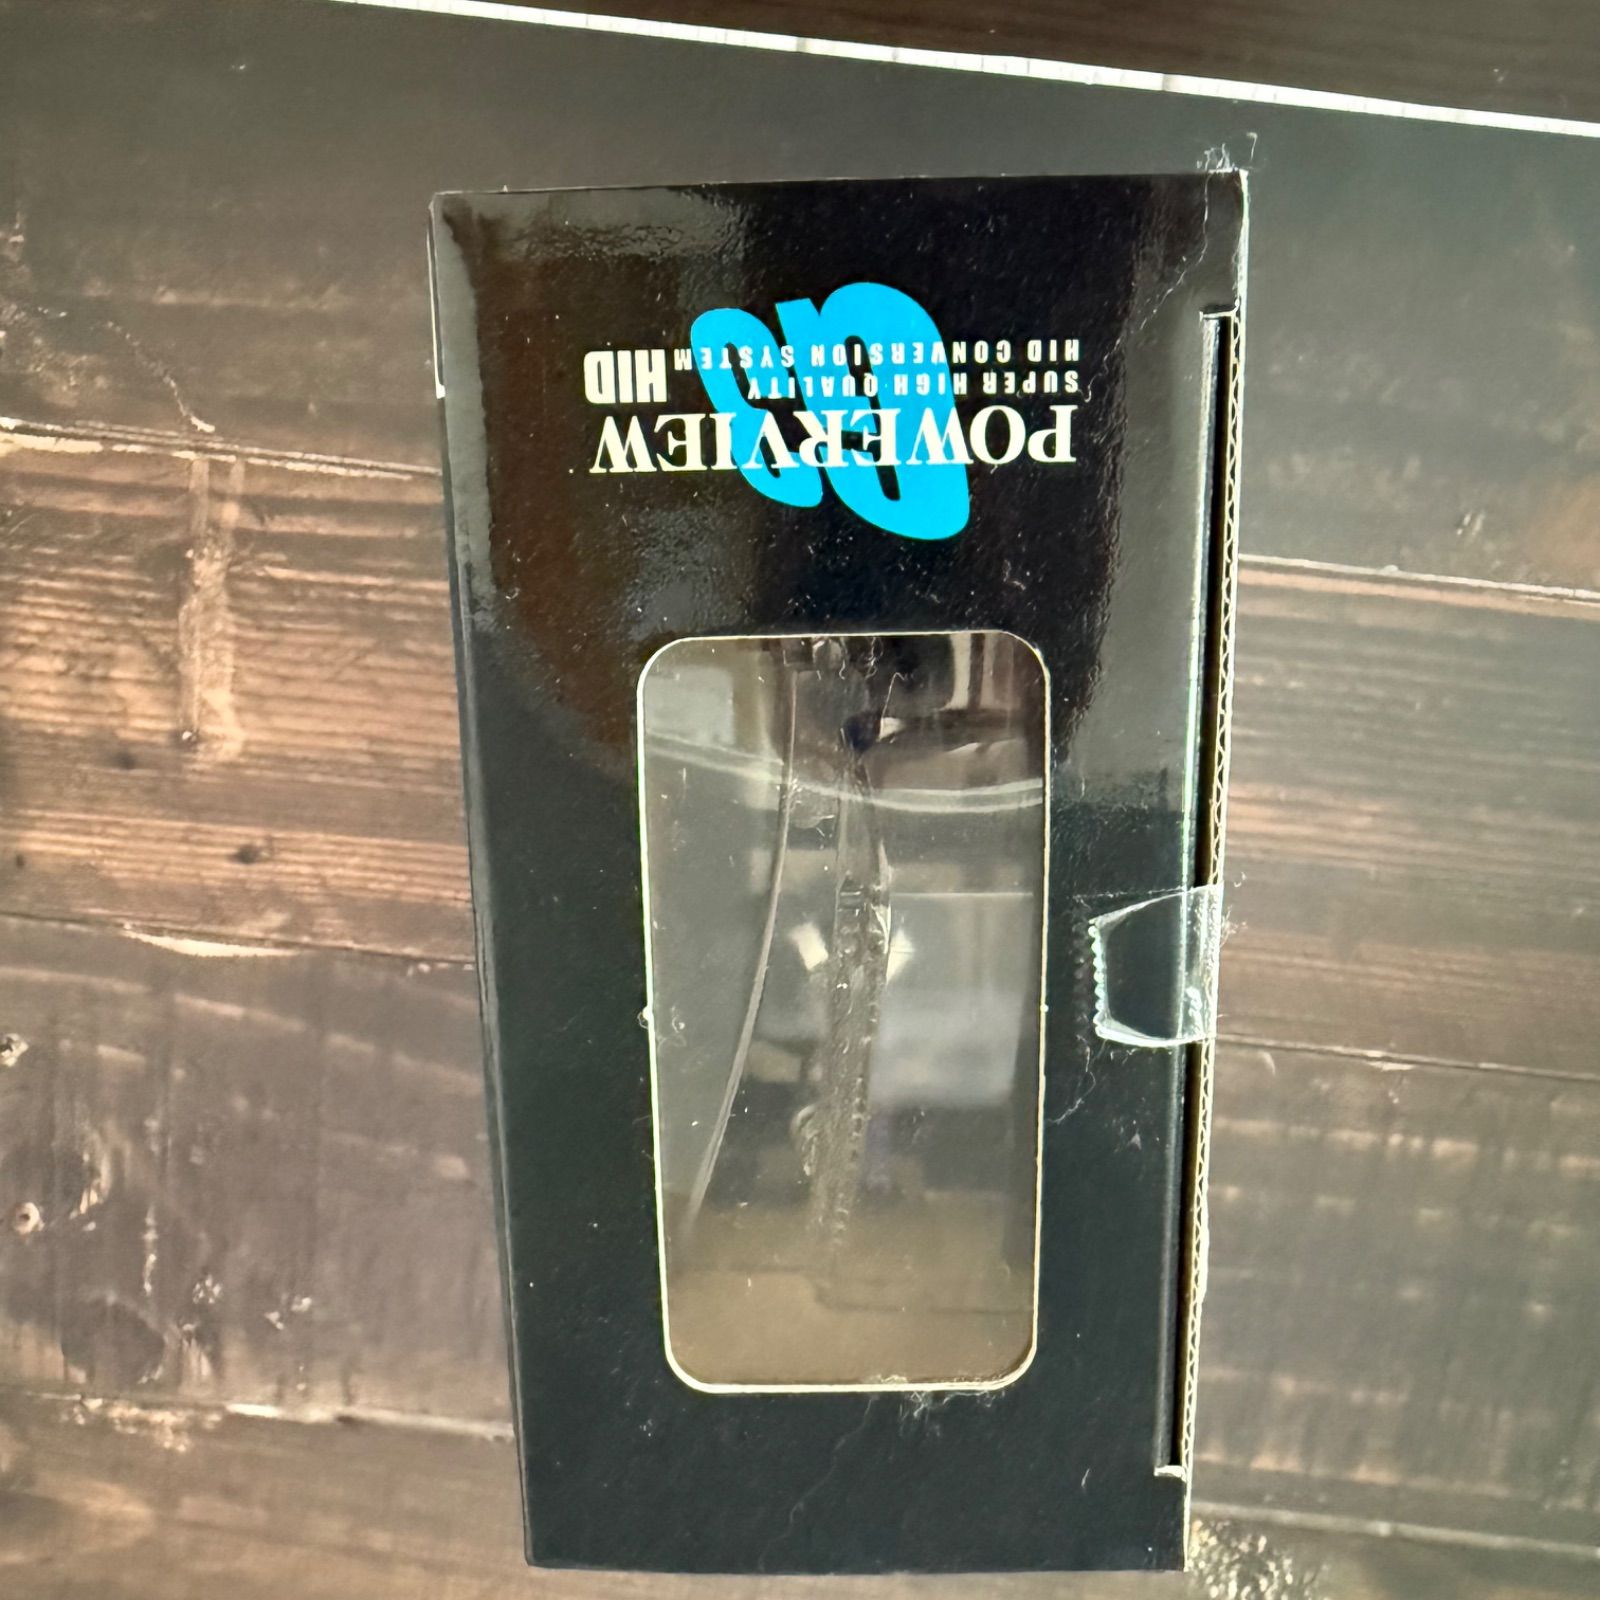 POWERVIEW
SUPER HIGH QUALITY
HID CONVERSION SYSTEM HID